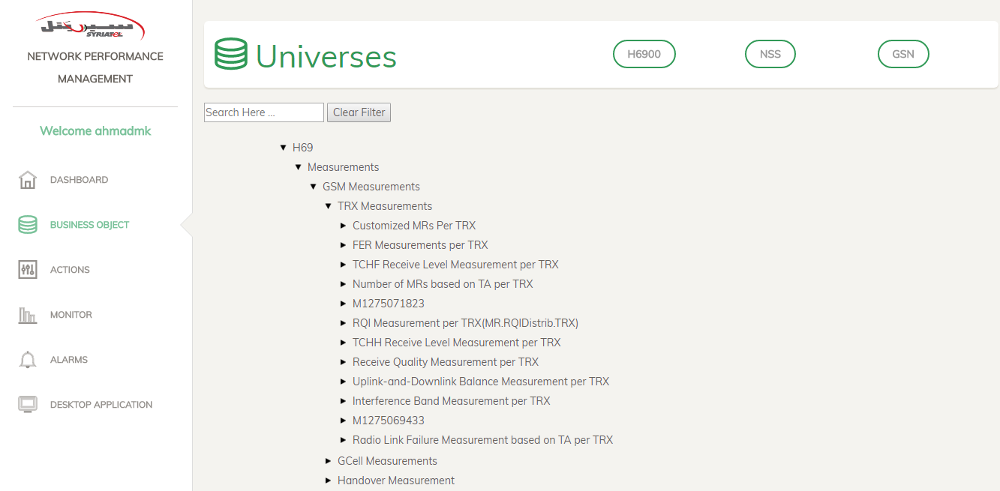 سيريتل
SYRIATEL
NETWORK PERFORMANCE
MANAGEMENT
Welcome ahmadmk
DASHBOARD
BUSINESS OBJECT
ACTIONS
MONITOR
ALARMS
DESKTOP APPLICATION
Universes
H6900
NSS
GSN
Search Here ...
Clear Filter
H69
Measurements
GSM Measurements
TRX Measurements
Customized MRs Per TRX
FER Measurements per TRX
TCHF Receive Level Measurement per TRX
Number of MRs based on TA per TRX
M1275071823
RQI Measurement per TRX(MR.RQIDistrib.TRX)
TCHH Receive Level Measurement per TRX
Receive Quality Measurement per TRX
Uplink-and-Downlink Balance Measurement per TRX
Interference Band Measurement per TRX
M1275069433
Radio Link Failure Measurement based on TA per TRX
GCell Measurements
Handover Measurement